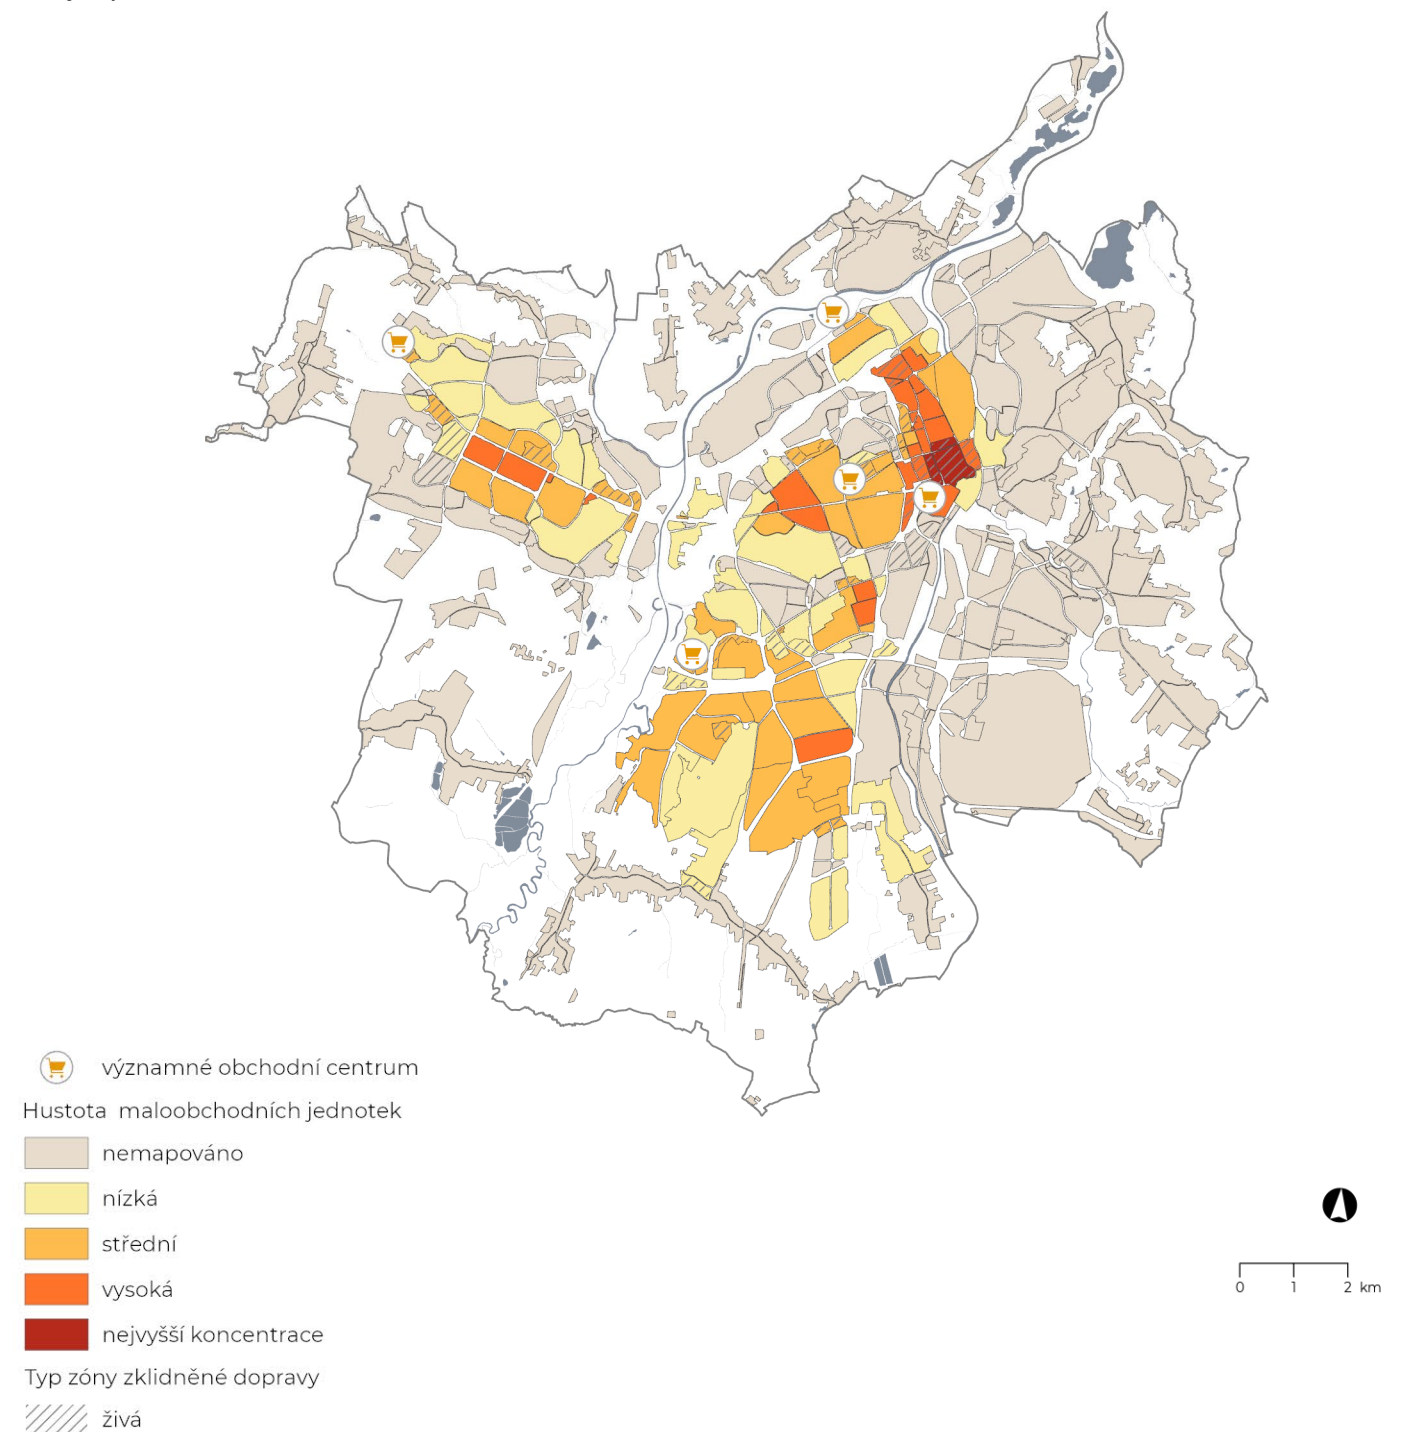 významné obchodní centrum
Hustota maloobchodních jednotek
nemapováno
nízká
střední
vysoká
nejvyšší koncentrace
Typ zóny zklidněné dopravy
živá
0 1 2 km